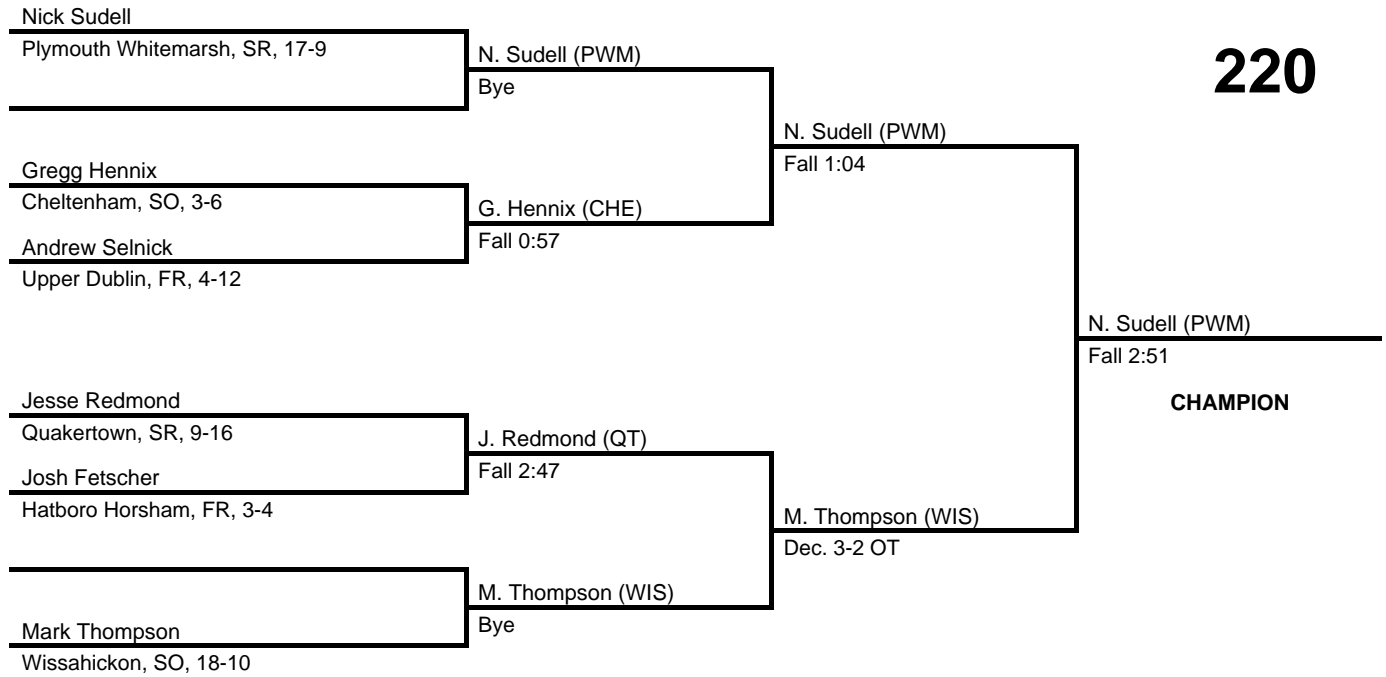 Nick Sudell
Plymouth Whitemarsh, SR, 17-9
N. Sudell (PWM)
Bye
220
N. Sudell (PWM)
Fall 1:04
Gregg Hennix
Cheltenham, SO, 3-6
G. Hennix (CHE)
Fall 0:57
Andrew Selnick
Upper Dublin, FR, 4-12
N. Sudell (PWM)
Fall 2:51
CHAMPION
Jesse Redmond
Quakertown, SR, 9-16
J. Redmond (QT)
Fall 2:47
Josh Fetscher
Hatboro Horsham, FR, 3-4
M. Thompson (WIS)
Dec. 3-2 OT
M. Thompson (WIS)
Bye
Mark Thompson
Wissahickon, SO, 18-10